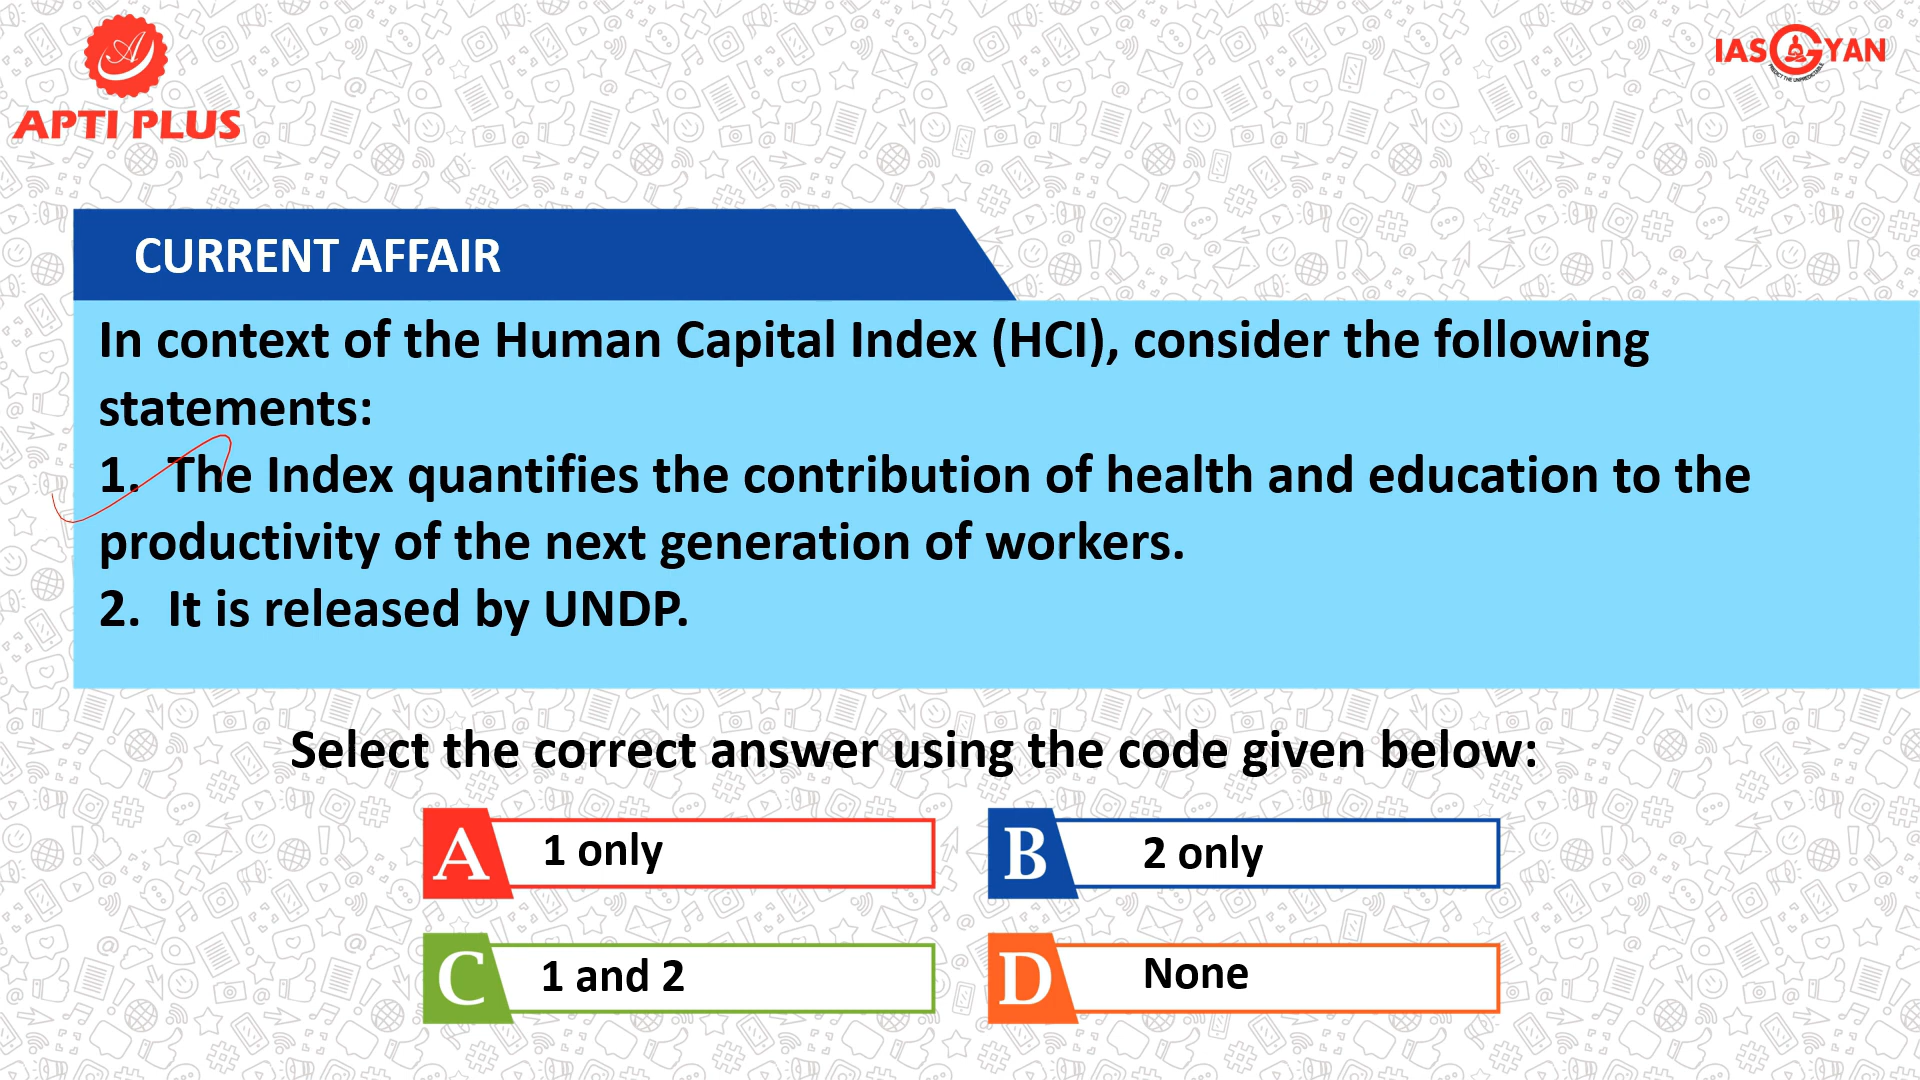 APTI PLUS
IASGYAN
PREDICT THE UNPREDICTABLE
CURRENT AFFAIR
In context of the Human Capital Index (HCI), consider the following
statements:
1. The Index quantifies the contribution of health and education to the
productivity of the next generation of workers.
2. It is released by UNDP.
Select the correct answer using the code given below:
A 1 only
B 2 only
C 1 and 2
D None